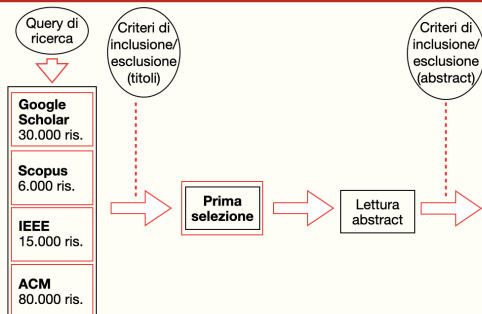 Query di
ricerca
Criteri di
inclusione/
esclusione
(titoli)
Criteri di
inclusione/
esclusione
(abstract)
Google
Scholar
30.000 ris.
Scopus
6.000 ris.
IEEE
15.000 ris.
ACM
80.000 ris.
Prima
selezione
Lettura
abstract